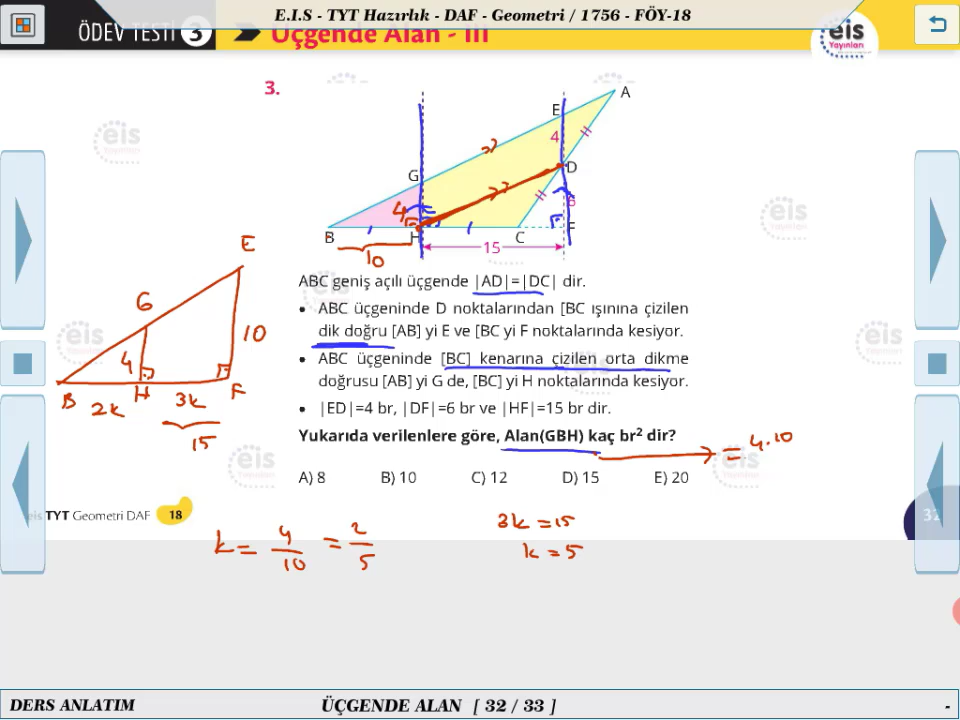 E.I.S - TYT Hazırlık - DAF - Geometri / 1756 - FÖY-18
ÖDEV TESTİ 3
Üçgende Alan - III
eis
Yayınları
3.
A
E
4
D
G
4
6
B
H
C
F
15
10
ABC geniş açılı üçgende |AD|=|DC| dir.
• ABC üçgeninde D noktalarından [BC ışınına çizilen
dik doğru [AB] yi E ve [BC yi F noktalarında kesiyor.
• ABC üçgeninde [BC] kenarına çizilen orta dikme
doğrusu [AB] yi G de, [BC] yi H noktalarında kesiyor.
• |ED|=4 br, |DF|=6 br ve |HF|=15 br dir.
Yukarıda verilenlere göre, Alan(GBH) kaç br² dir?
A) 8 B) 10 C) 12 D) 15 E) 20
= 4.10
E
G
10
4
B
H
F
2k
3k
15
eis TYT Geometri DAF 18
32
k = 4/10 = 2/5
3k = 15
k = 5
DERS ANLATIM
ÜÇGENDE ALAN [ 32 / 33 ]
-